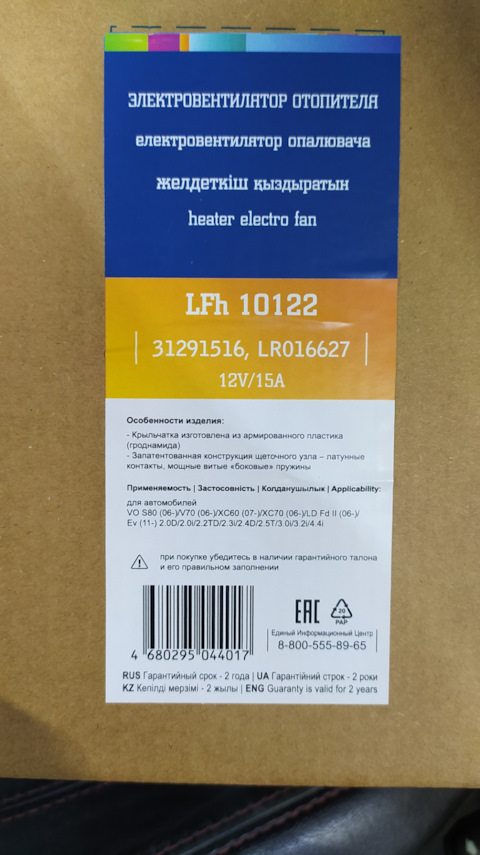 ЭЛЕКТРОВЕНТИЛЯТОР ОТОПИТЕЛЯ
електровентилятор опалювача
желдеткіш қыздыратын
heater electro fan
LFh 10122
31291516, LR016627
12V/15A
Особенности изделия:
- Крыльчатка изготовлена из армированного пластика
(гроднамида)
- Запатентованная конструкция щеточного узла – латунные
контакты, мощные витые «боковые» пружины
Применяемость | Застосовність | Колданушылык | Applicability:
для автомобилей
VO S80 (06-)/V70 (06-)/XC60 (07-)/XC70 (06-)/LD Fd II (06-)/
Ev (11-) 2.0D/2.0i/2.2TD/2.3i/2.4D/2.5T/3.0i/3.2i/4.4i
при покупке убедитесь в наличии гарантийного талона
и его правильном заполнении
EAC
20
PAP
Единый Информационный Центр
8-800-555-89-65
4 680295 044017
RUS Гарантийный срок - 2 года | UA Гарантійний строк - 2 роки
KZ Кепілді мерзімі - 2 жылы | ENG Guaranty is valid for 2 years